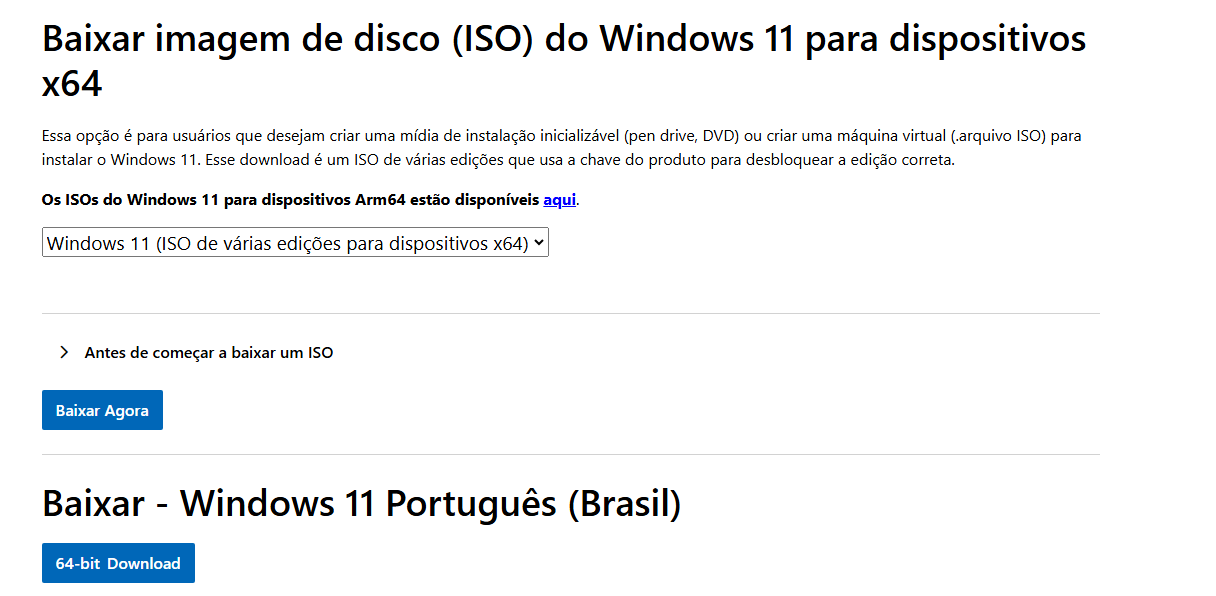 Baixar imagem de disco (ISO) do Windows 11 para dispositivos
x64
Essa opção é para usuários que desejam criar uma mídia de instalação inicializável (pen drive, DVD) ou criar uma máquina virtual (.arquivo ISO) para
instalar o Windows 11. Esse download é um ISO de várias edições que usa a chave do produto para desbloquear a edição correta.
Os ISOs do Windows 11 para dispositivos Arm64 estão disponíveis aqui.
Windows 11 (ISO de várias edições para dispositivos x64)
Antes de começar a baixar um ISO
Baixar Agora
Baixar - Windows 11 Português (Brasil)
64-bit Download